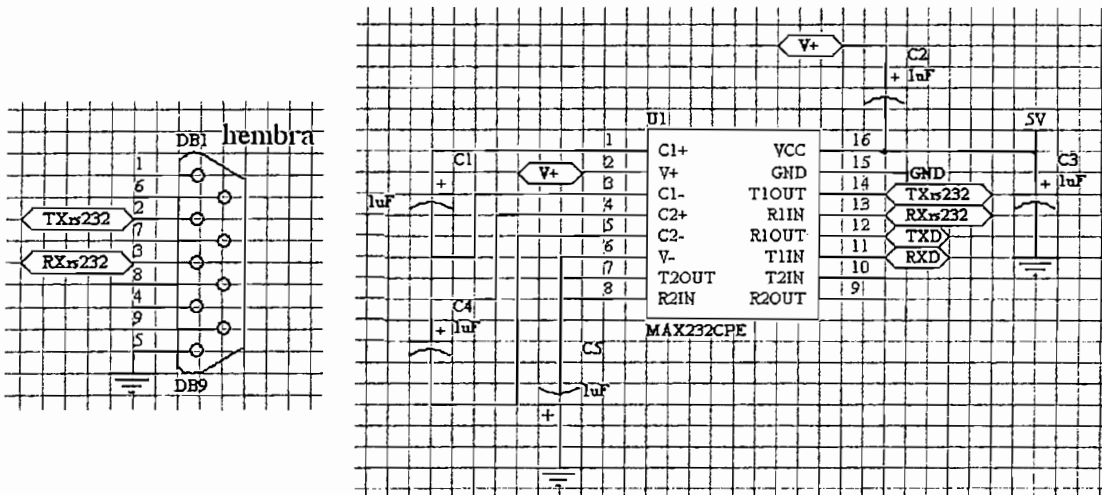 DB1 hembra
1
6
2
TXrs232
7
3
RXrs232
8
4
9
5
DB9
V+
C2
+ 1uF
U1
5V
1
C1+
VCC
16
C1
2
V+
V+
GND
15
GND
C3
+
1uF
+
1uF
3
C1-
T1OUT
14
TXrs232
4
C2+
R1IN
13
RXrs232
5
C2-
R1OUT
12
TXD
6
V-
T1IN
11
RXD
7
T2OUT
T2IN
10
8
R2IN
R2OUT
9
MAX232CPE
C4
+ 1uF
C5
1uF
+